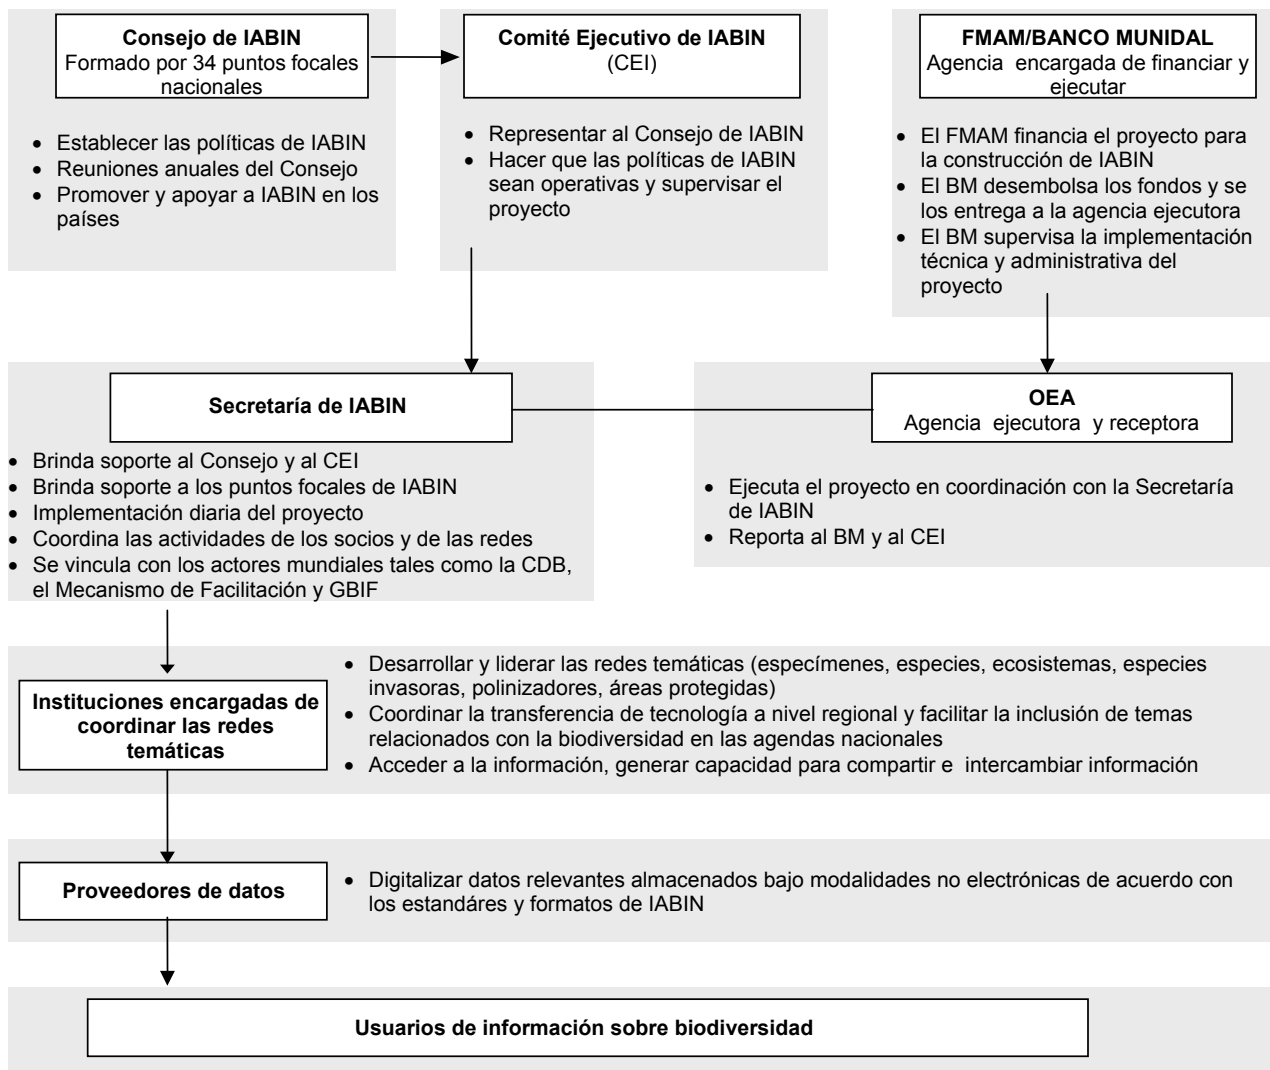 Consejo de IABIN
Formado por 34 puntos focales
nacionales
• Establecer las políticas de IABIN
• Reuniones anuales del Consejo
• Promover y apoyar a IABIN en los
países
Comité Ejecutivo de IABIN
(CEI)
• Representar al Consejo de IABIN
• Hacer que las políticas de IABIN
sean operativas y supervisar el
proyecto
FMAM/BANCO MUNIDAL
Agencia encargada de financiar y
ejecutar
• El FMAM financia el proyecto para
la construcción de IABIN
• El BM desembolsa los fondos y se
los entrega a la agencia ejecutora
• El BM supervisa la implementación
técnica y administrativa del
proyecto
Secretaría de IABIN
• Brinda soporte al Consejo y al CEI
• Brinda soporte a los puntos focales de IABIN
• Implementación diaria del proyecto
• Coordina las actividades de los socios y de las redes
• Se vincula con los actores mundiales tales como la CDB,
el Mecanismo de Facilitación y GBIF
OEA
Agencia ejecutora y receptora
• Ejecuta el proyecto en coordinación con la Secretaría
de IABIN
• Reporta al BM y al CEI
Instituciones encargadas de
coordinar las redes
temáticas
• Desarrollar y liderar las redes temáticas (especímenes, especies, ecosistemas, especies
invasoras, polinizadores, áreas protegidas)
• Coordinar la transferencia de tecnología a nivel regional y facilitar la inclusión de temas
relacionados con la biodiversidad en las agendas nacionales
• Acceder a la información, generar capacidad para compartir e intercambiar información
Proveedores de datos
• Digitalizar datos relevantes almacenados bajo modalidades no electrónicas de acuerdo con
los estandáres y formatos de IABIN
Usuarios de información sobre biodiversidad